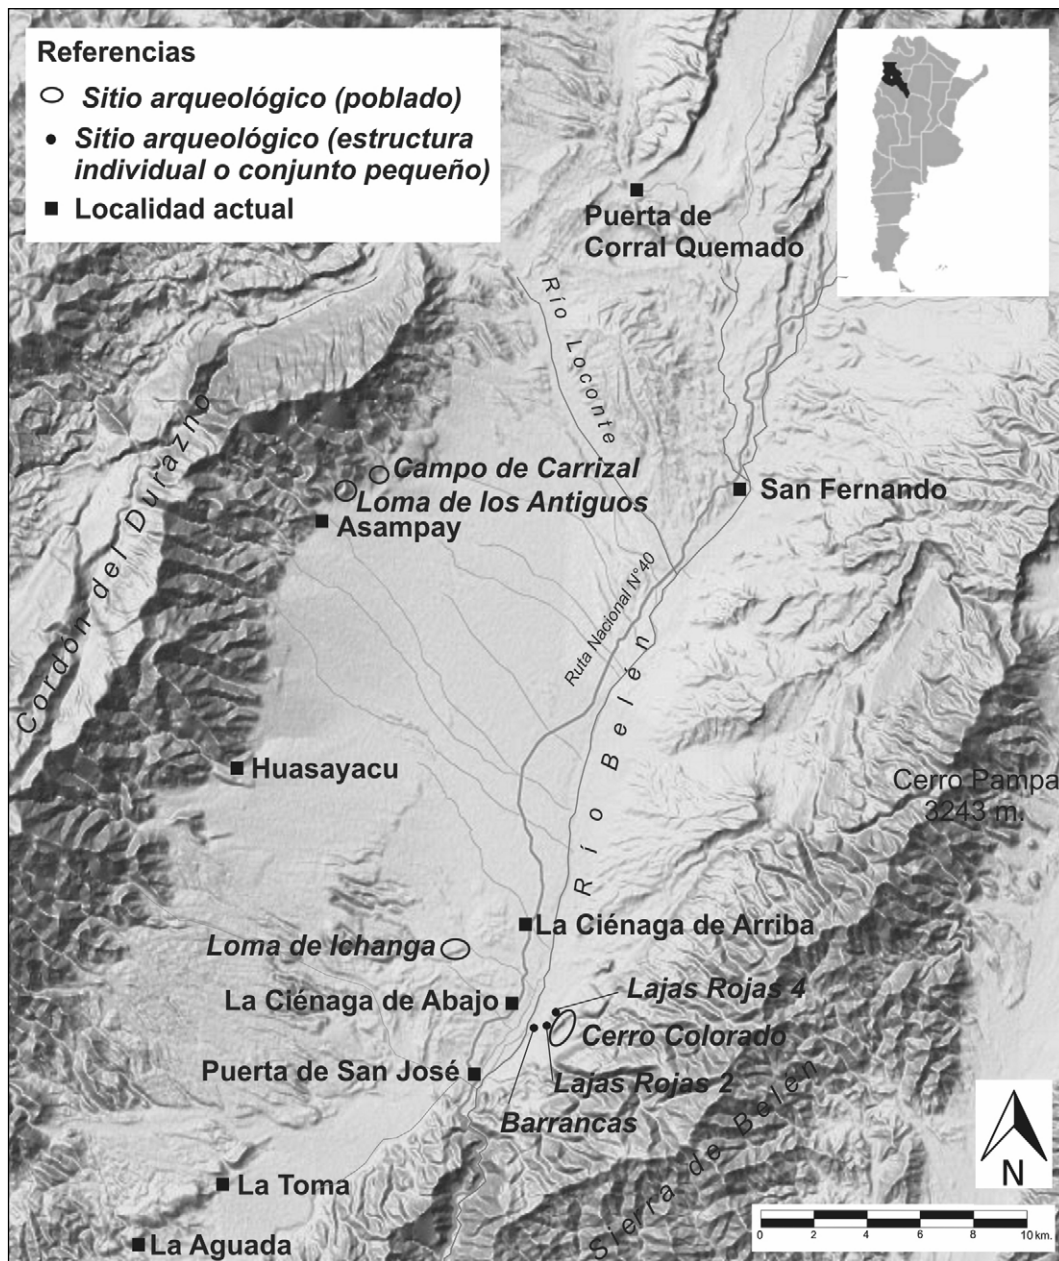 Referencias
Sitio arqueológico (poblado)
Sitio arqueológico (estructura
individual o conjunto pequeño)
Localidad actual
Puerta de
Corral Quemado
Río Loconte
Cordón del Durazno
Campo de Carrizal
Loma de los Antiguos
Asampay
San Fernando
Ruta Nacional N°40
Río Belén
Huasayacu
Cerro Pampa
3243 m.
La Ciénaga de Arriba
Loma de Ichanga
La Ciénaga de Abajo
Lajas Rojas 4
Cerro Colorado
Puerta de San José
Lajas Rojas 2
Barrancas
Sierra de Belén
La Toma
La Aguada
N
0 2 4 6 8 10 km.